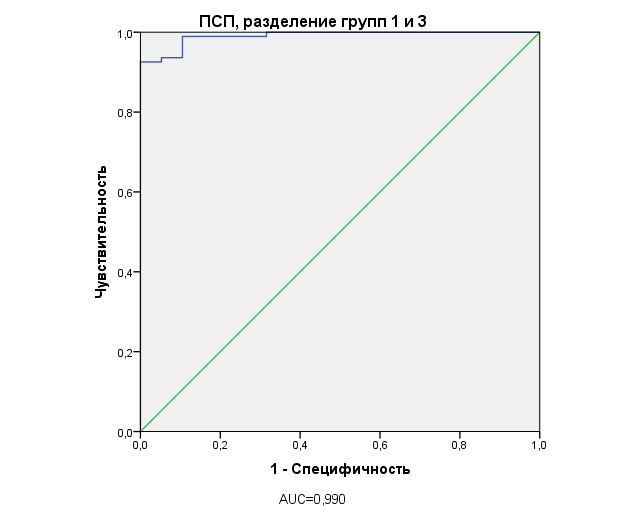 ПСП, разделение групп 1 и 3
1,0
0,8
0,6
0,4
0,2
0,0
Чувствительность
0,0 0,2 0,4 0,6 0,8 1,0
1 - Специфичность
AUC=0,990